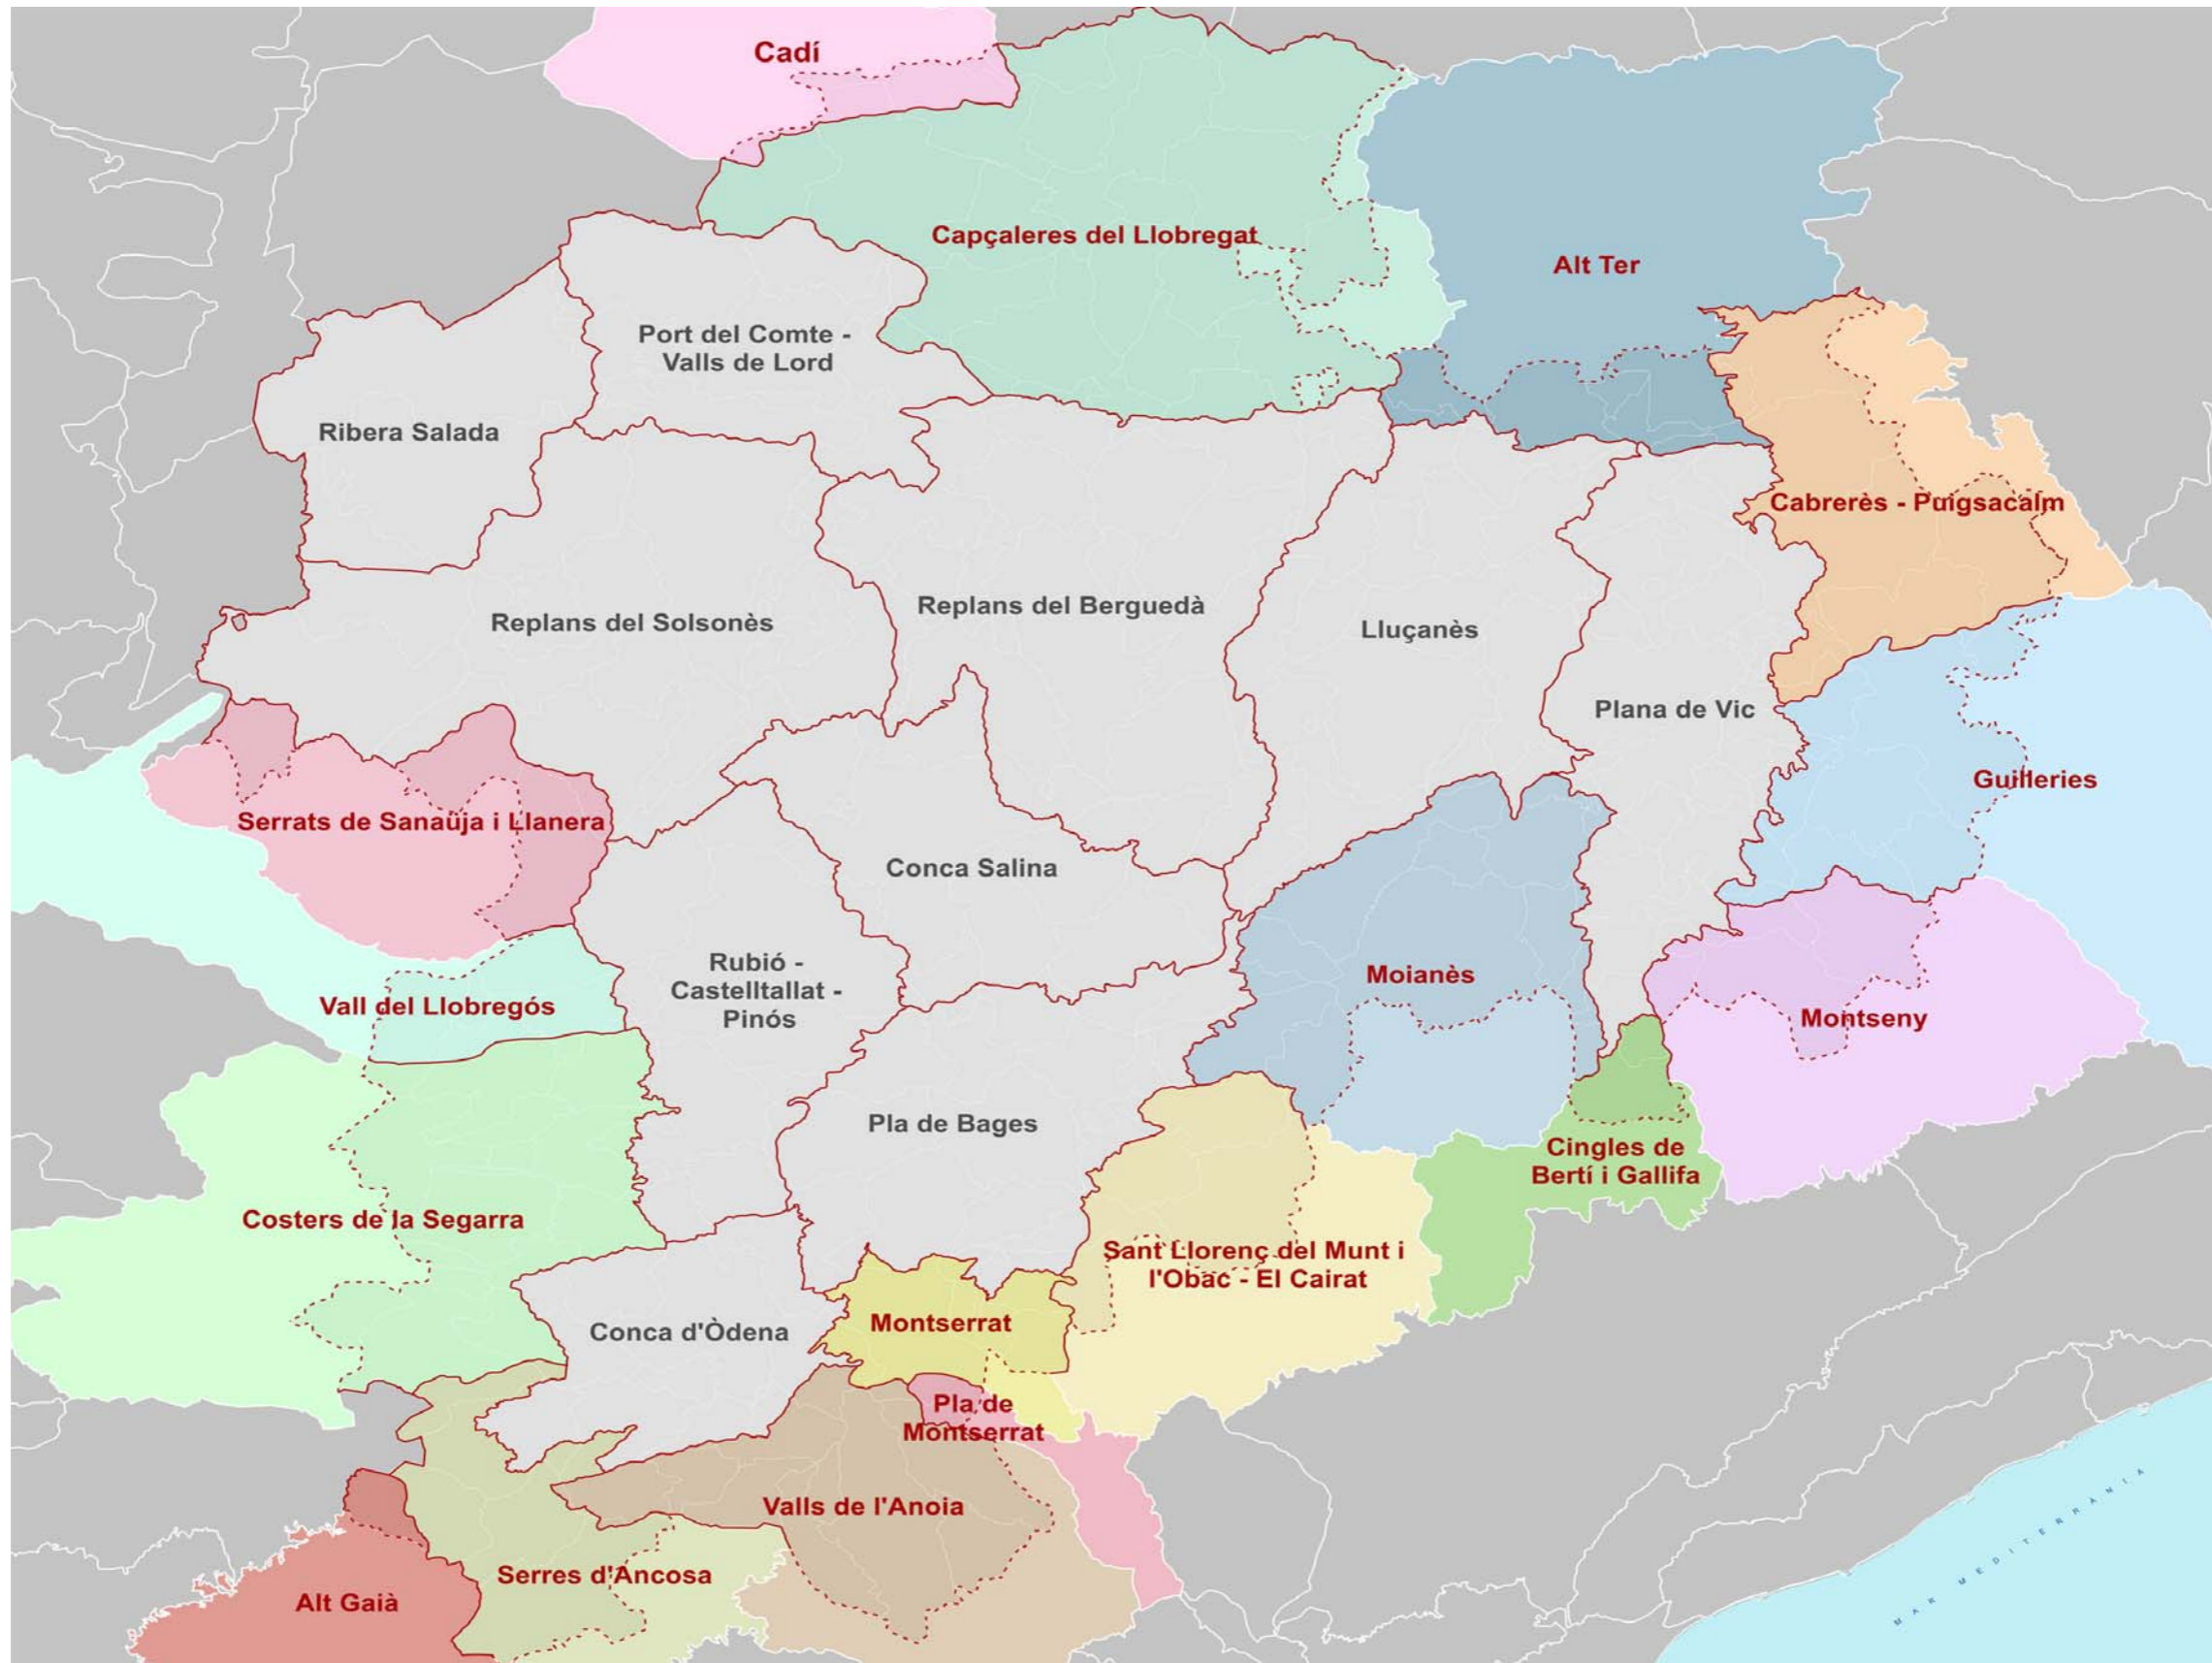 Cadí
Capçaleres del Llobregat
Alt Ter
Port del Comte -
Valls de Lord
Ribera Salada
Cabrerès - Puigsacalm
Replans del Berguedà
Replans del Solsonès
Lluçanès
Plana de Vic
Guilleries
Serrats de Sanaüja i Llanera
Conca Salina
Rubió -
Castelltallat -
Pinós
Moianès
Vall del Llobregós
Montseny
Pla de Bages
Cingles de
Bertí i Gallifa
Costers de la Segarra
Sant Llorenç del Munt i
l'Obac - El Cairat
Montserrat
Conca d'Òdena
Pla de
Montserrat
Valls de l'Anoia
Serres d'Ancosa
Alt Gaià
MAR MEDITERRÀNIA